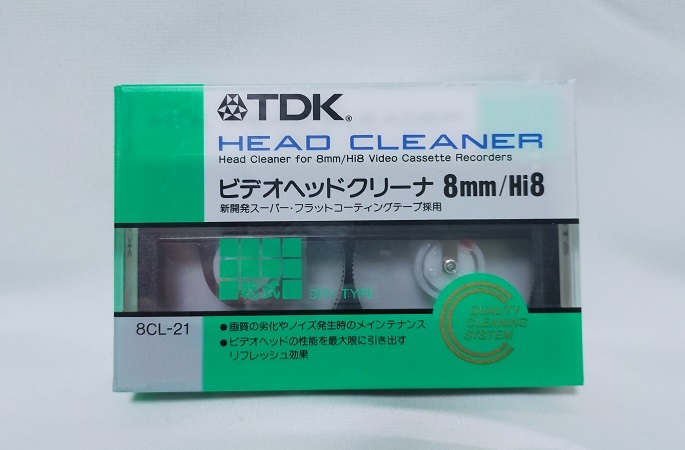 TDK®
HEAD CLEANER
Head Cleaner for 8mm/Hi8 Video Cassette Recorders
ビデオヘッドクリーナ 8mm/Hi8
新開発スーパー・フラットコーティングテープ採用
乾式 DRY TYPE
QUALITY
CLEANING
SYSTEM
8CL-21
●画質の劣化やノイズ発生時のメインテナンス
●ビデオヘッドの性能を最大限に引き出す
リフレッシュ効果